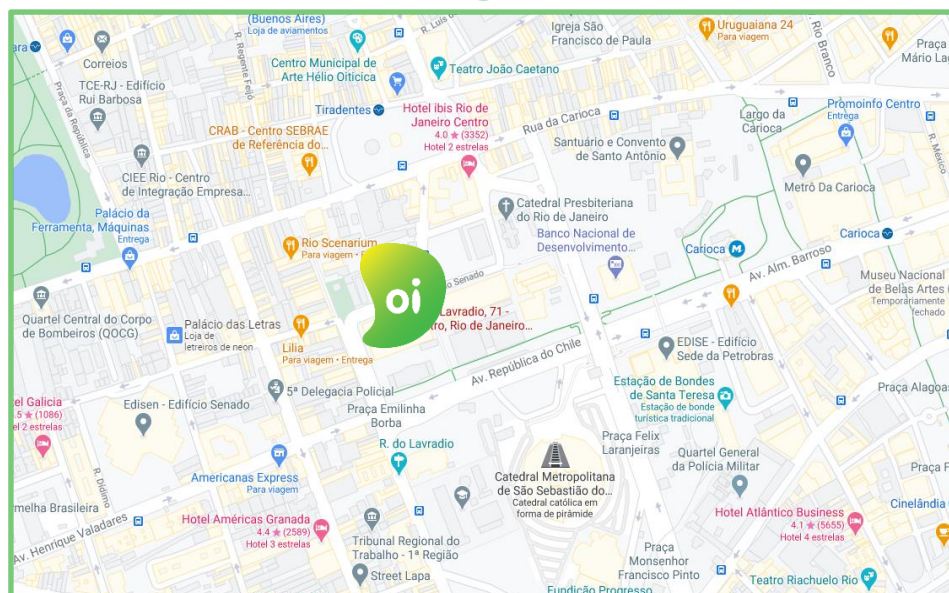 (Buenos Aires)
Loja de aviamentos
Correios
R. Regente Feijó
Igreja São
Francisco de Paula
Uruguaiana 24
Para viagem
Rio Branco
Praça
Centro Municipal de
Arte Hélio Oiticica
Teatro João Caetano
TCE-RJ - Edifício
Rui Barbosa
Praça da República
Tiradentes
Hotel ibis Rio de
Janeiro Centro
4.0 ★ (3352)
Hotel 2 estrelas
Rua da Carioca
Largo da
Carioca
Promoinfo Centro
Entrega
R. México
CRAB - Centro SEBRAE
de Referência do...
Santuário e Convento
de Santo Antônio
CIEE Rio - Centro
de Integração Empresa...
Metrô Da Carioca
Palácio da
Ferramenta, Máquinas
Entrega
Catedral Presbiteriana
do Rio de Janeiro
Banco Nacional de
Desenvolvimento...
Rio Scenarium
Para viagem
Carioca
Carioca
Av. Alm. Barroso
Senado
oi
Museu Nacional
de Belas Artes (
Temporariamente
fechado
Quartel Central do Corpo
de Bombeiros (QOCG)
Palácio das Letras
Loja de
letreiros de neon
Lavradio, 71 -
tro, Rio de Janeiro...
Lilia
Para viagem • Entrega
EDISE - Edifício
Sede da Petrobras
Av. República do Chile
5ª Delegacia Policial
Estação de Bondes
de Santa Teresa
Estação de bonde
turística tradicional
Praça Alagoas
el Galicia
.5 ★ (1086)
el 2 estrelas
Edisen - Edifício Senado
Praça Emilinha
Borba
R. do Lavradio
Praça Felix
Laranjeiras
Quartel General
da Polícia Militar
Americanas Express
Para viagem
R. Dídimo
Catedral Metropolitana
de São Sebastião do...
Catedral católica em
forma de pirâmide
melha Brasileira
Av. Henrique Valadares
Hotel Américas Granada
4.4 ★ (2589)
Hotel 3 estrelas
Hotel Atlântico Business
4.1 ★ (5655)
Hotel 4 estrelas
Cinelândia
Tribunal Regional do
Trabalho - 1ª Região
Praça
Monsenhor
Francisco Pinto
Street Lapa
Fundição Progresso
Teatro Riachuelo Rio